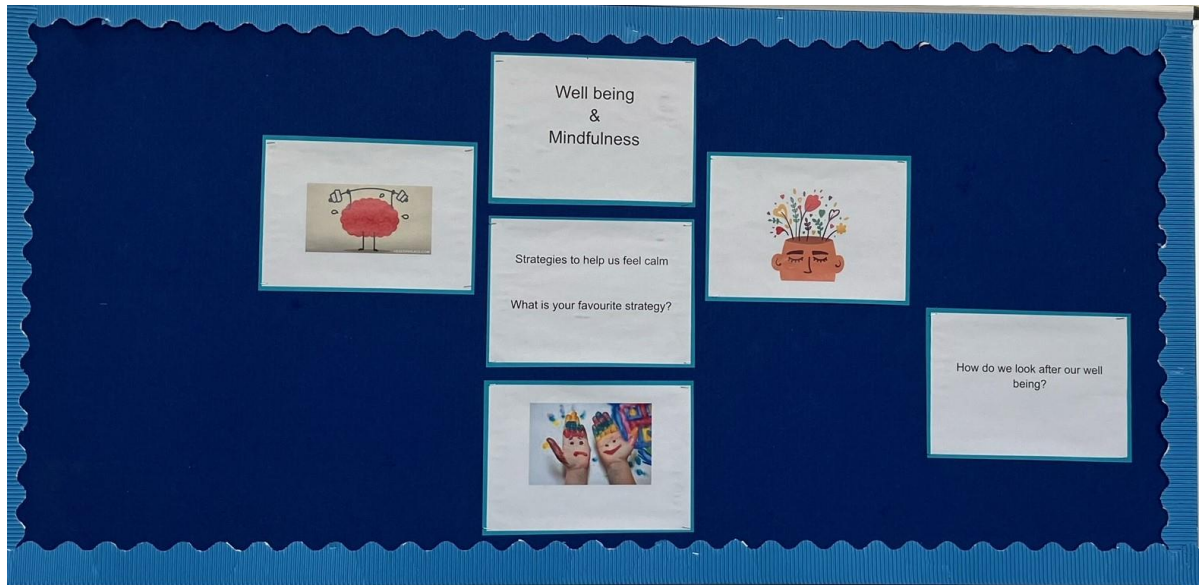 Well being
&
Mindfulness
Strategies to help us feel calm
What is your favourite strategy?
How do we look after our well
being?